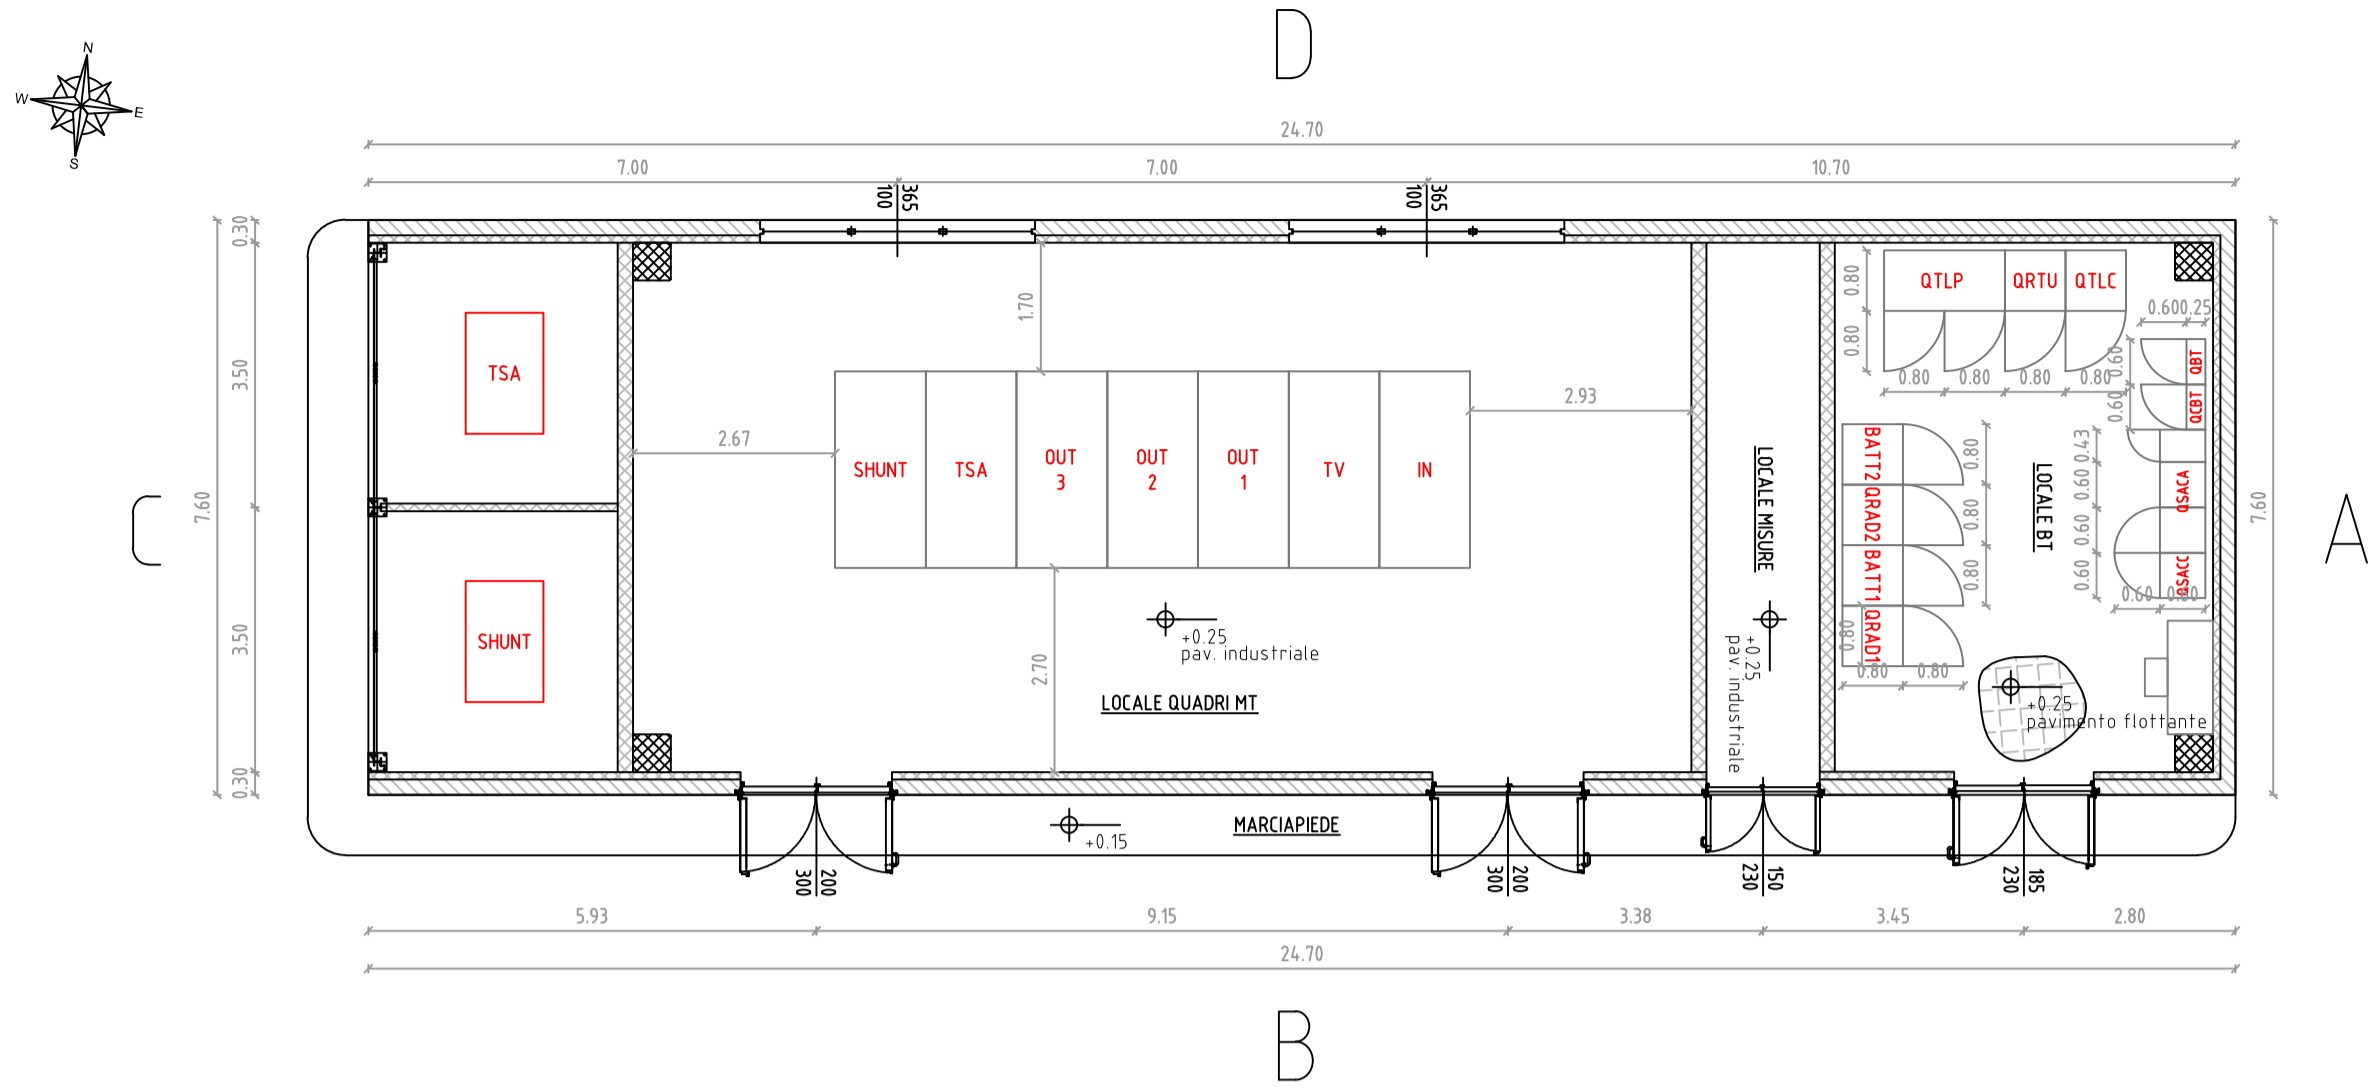 D
N
W
E
S
24.70
7.00
7.00
10.70
365
100
365
100
0.30
3.50
7.60
3.50
0.30
C
TSA
SHUNT
1.70
2.67
2.93
SHUNT
TSA
OUT
3
OUT
2
OUT
1
TV
IN
2.70
+0.25
pav. industriale
LOCALE QUADRI MT
LOCALE MISURE
+0.25
pav. industriale
QTLP
QRTU
QTLC
0.80
0.80
0.80
0.80
0.80
0.80
0.60
0.25
QBT
QCBT
0.60
0.60
BATT2
QRAD2
BATT1
QRAD1
0.80
0.80
0.80
0.80
0.80
0.80
LOCALE BT
0.43
0.60
0.60
0.60
QSACA
QSACC
0.60
0.60
+0.25
pavimento flottante
7.60
A
MARCIAPIEDE
+0.15
200
300
200
300
150
230
185
230
5.93
9.15
3.38
3.45
2.80
24.70
B